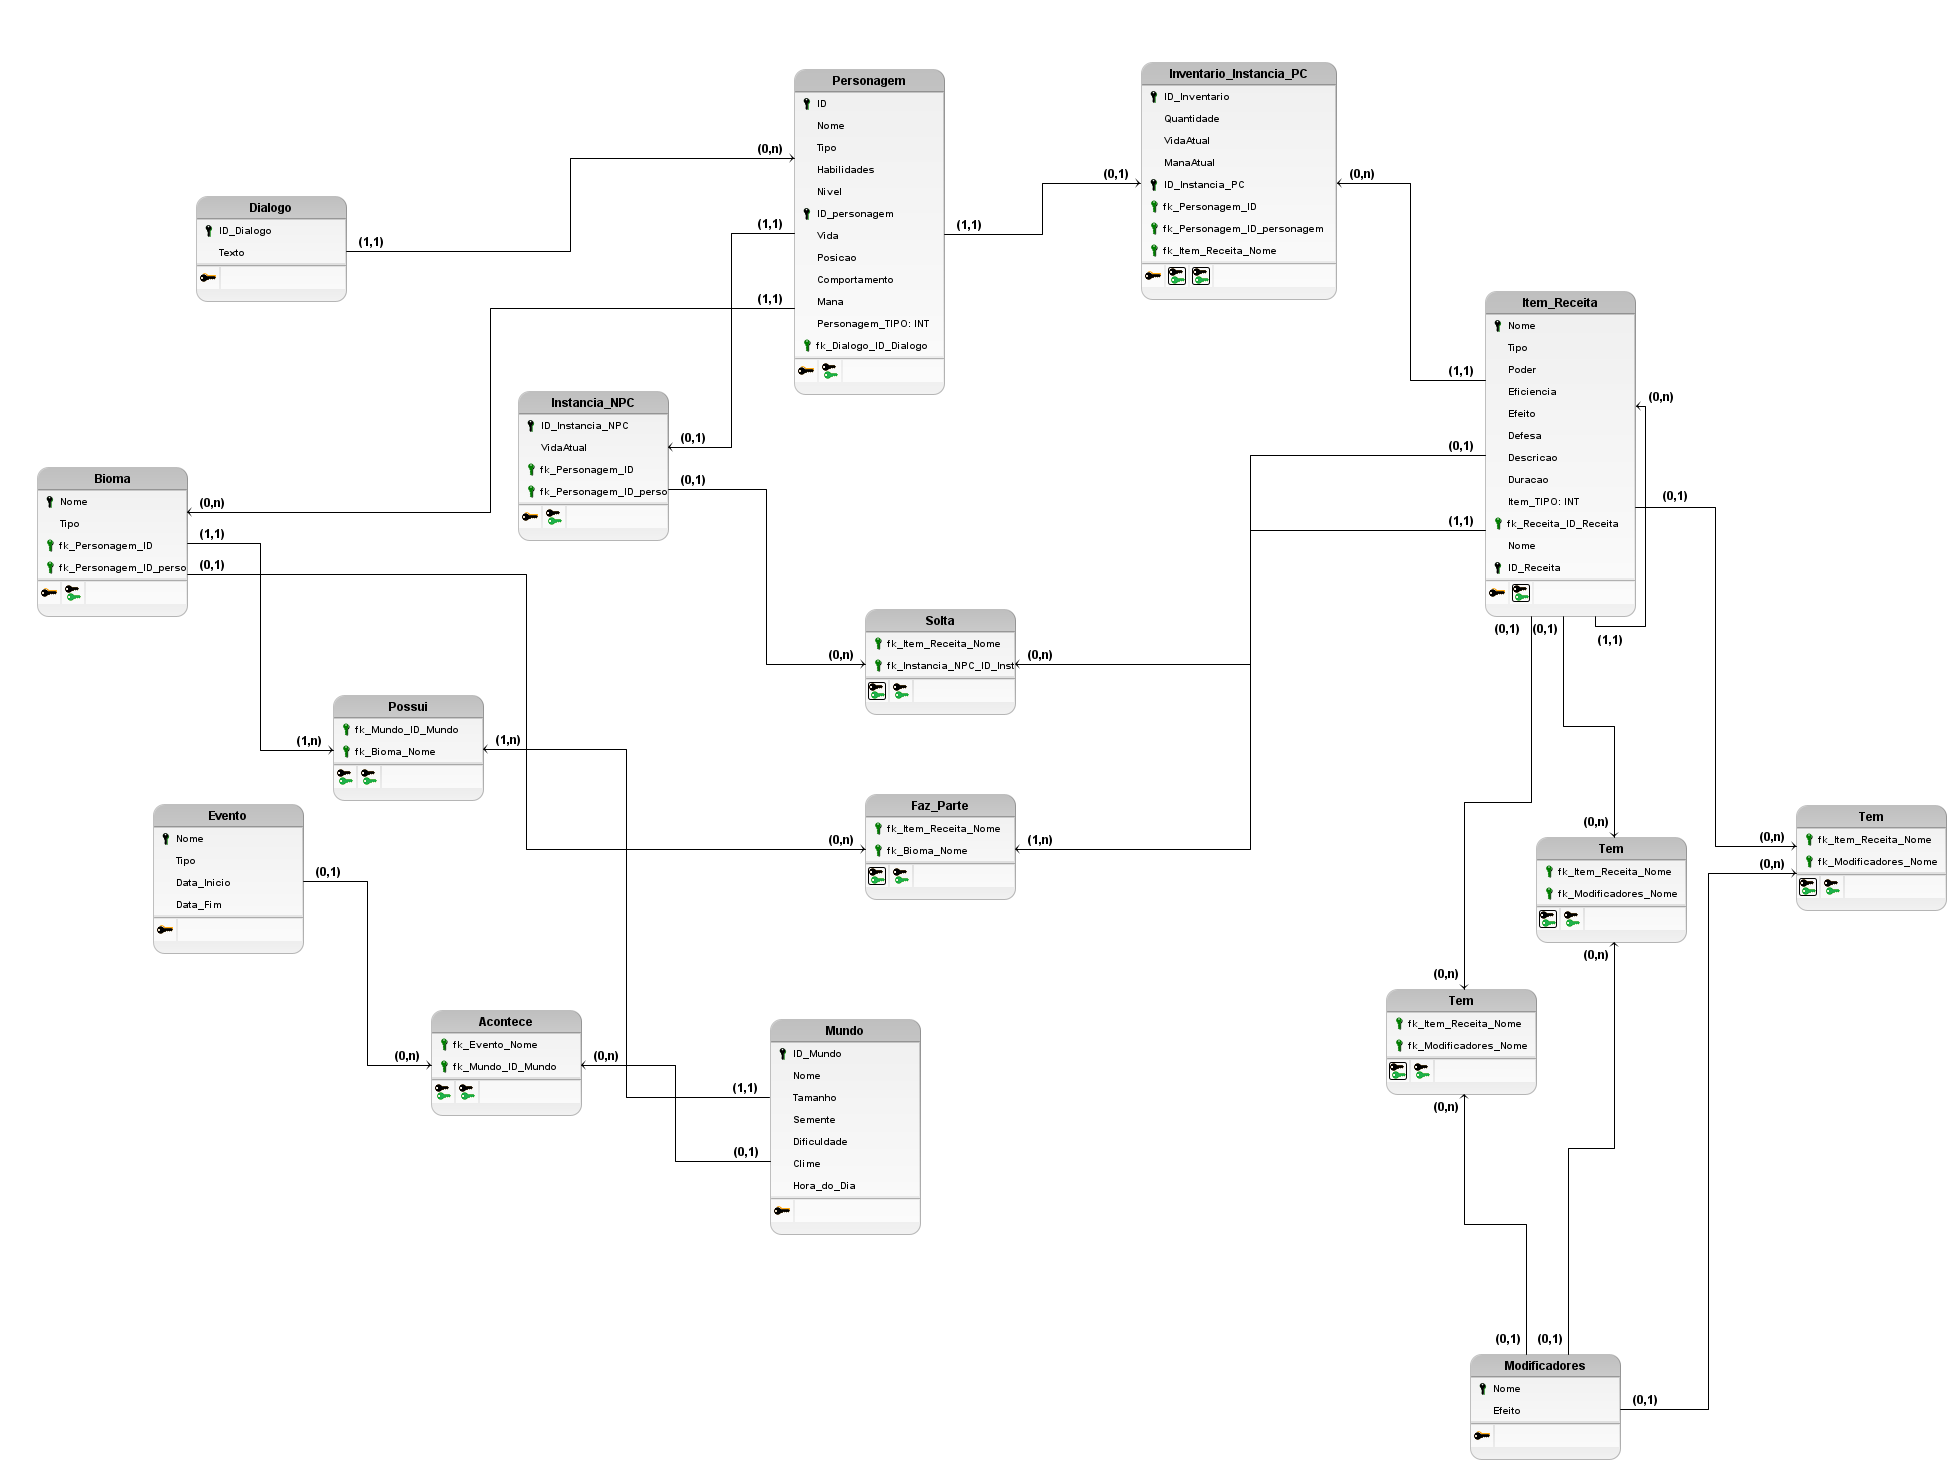 Personagem
ID
Nome
Tipo
Habilidades
Nivel
ID_personagem
Vida
Posicao
Comportamento
Mana
Personagem_TIPO: INT
fk_Dialogo_ID_Dialogo
Inventario_Instancia_PC
ID_Inventario
Quantidade
VidaAtual
ManaAtual
ID_Instancia_PC
fk_Personagem_ID
fk_Personagem_ID_personagem
fk_Item_Receita_Nome
(0,n)
(0,1)
(0,n)
Dialogo
ID_Dialogo
Texto
(1,1)
(1,1)
(1,1)
(1,1)
Item_Receita
Nome
Tipo
Poder
Eficiencia
Efeito
Defesa
Descricao
Duracao
Item_TIPO: INT
fk_Receita_ID_Receita
Nome
ID_Receita
(1,1)
(0,n)
(0,1)
(1,1)
(0,1)
(0,1)
(0,1)
(1,1)
Instancia_NPC
ID_Instancia_NPC
VidaAtual
fk_Personagem_ID
fk_Personagem_ID_perso
(0,1)
(0,1)
Bioma
Nome
Tipo
fk_Personagem_ID
fk_Personagem_ID_perso
(0,n)
(1,1)
(0,1)
Solta
fk_Item_Receita_Nome
fk_Instancia_NPC_ID_Inst
(0,n)
(0,n)
Possui
fk_Mundo_ID_Mundo
fk_Bioma_Nome
(1,n)
(1,n)
Faz_Parte
fk_Item_Receita_Nome
fk_Bioma_Nome
(0,n)
(1,n)
Evento
Nome
Tipo
Data_Inicio
Data_Fim
(0,1)
Tem
fk_Item_Receita_Nome
fk_Modificadores_Nome
(0,n)
(0,n)
Tem
fk_Item_Receita_Nome
fk_Modificadores_Nome
(0,n)
(0,n)
Tem
fk_Item_Receita_Nome
fk_Modificadores_Nome
(0,n)
(0,n)
Acontece
fk_Evento_Nome
fk_Mundo_ID_Mundo
(0,n)
(0,n)
Mundo
ID_Mundo
Nome
Tamanho
Semente
Dificuldade
Clime
Hora_do_Dia
(1,1)
(0,1)
Modificadores
Nome
Efeito
(0,1)
(0,1)
(0,1)